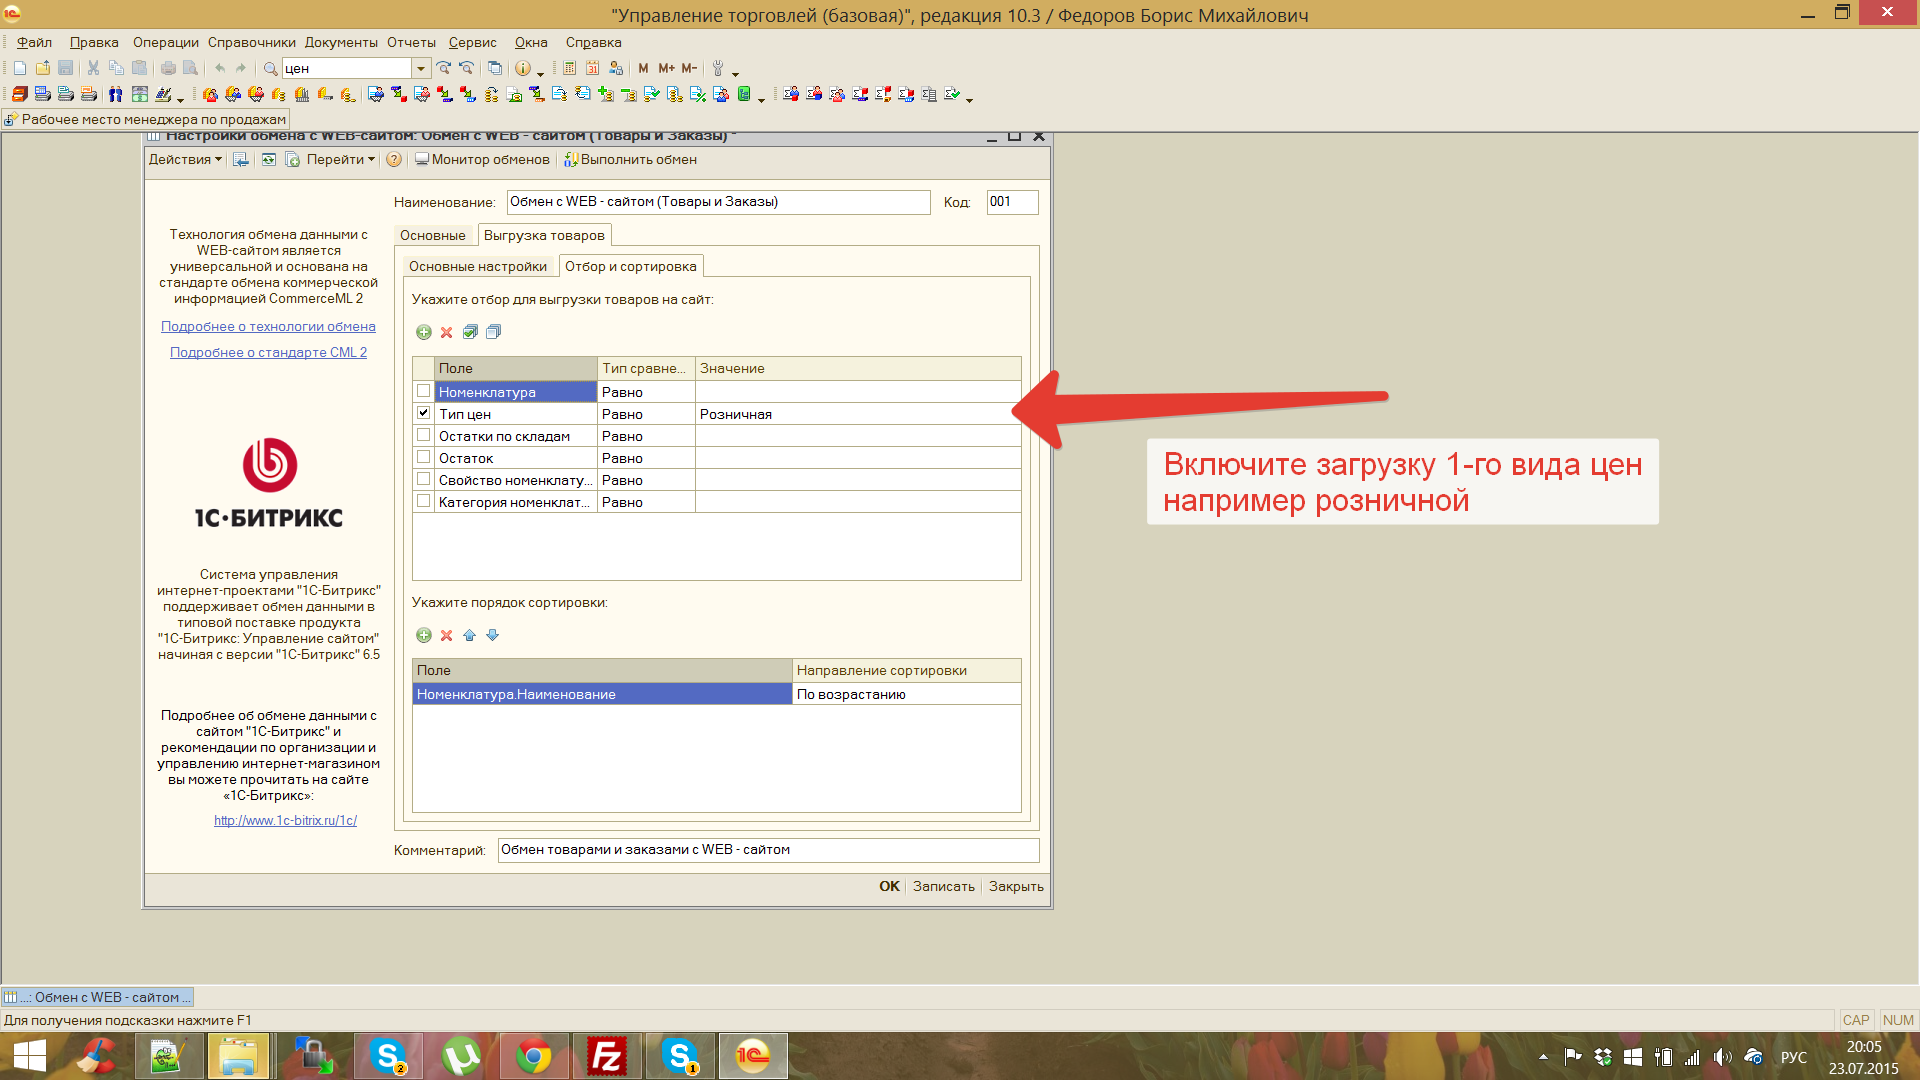 "Управление торговлей (базовая)", редакция 10.3 / Федоров Борис Михайлович
Файл Правка Операции Справочники Документы Отчеты Сервис Окна Справка
цен
M M+ M-
Рабочее место менеджера по продажам
Настройки обмена с WEB-сайтом: Обмен с WEB - сайтом (Товары и Заказы) *
Действия Перейти Монитор обменов Выполнить обмен
Наименование: Обмен с WEB - сайтом (Товары и Заказы) Код: 001
Основные Выгрузка товаров
Основные настройки Отбор и сортировка
Технология обмена данными с
WEB-сайтом является
универсальной и основана на
стандарте обмена коммерческой
информацией CommerceML 2
Подробнее о технологии обмена
Подробнее о стандарте CML 2
1С·БИТРИКС
Система управления
интернет-проектами "1С-Битрикс"
поддерживает обмен данными в
типовой поставке продукта
"1С-Битрикс: Управление сайтом"
начиная с версии "1С-Битрикс" 6.5
Подробнее об обмене данными с
сайтом "1С-Битрикс" и
рекомендации по организации и
управлению интернет-магазином
вы можете прочитать на сайте
«1С-Битрикс»:
http://www.1c-bitrix.ru/1c/
Укажите отбор для выгрузки товаров на сайт:
Поле Тип сравне... Значение
Номенклатура Равно
Тип цен Равно Розничная
Остатки по складам Равно
Остаток Равно
Свойство номенклату... Равно
Категория номенклат... Равно
Укажите порядок сортировки:
Поле Направление сортировки
Номенклатура.Наименование По возрастанию
Комментарий: Обмен товарами и заказами с WEB - сайтом
OK Записать Закрыть
Включите загрузку 1-го вида цен
например розничной
...: Обмен с WEB - сайтом ...
Для получения подсказки нажмите F1
CAP NUM
2
1
РУС
20:05
23.07.2015